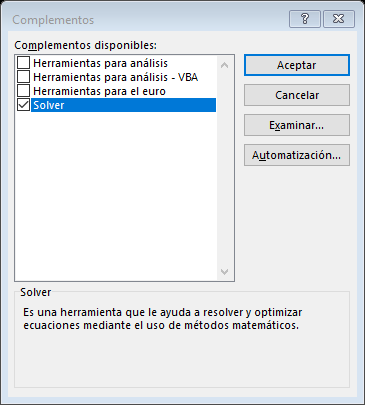 Complementos
Complementos disponibles:
Herramientas para análisis
Herramientas para análisis - VBA
Herramientas para el euro
Solver
Aceptar
Cancelar
Examinar...
Automatización...
Solver
Es una herramienta que le ayuda a resolver y optimizar
ecuaciones mediante el uso de métodos matemáticos.